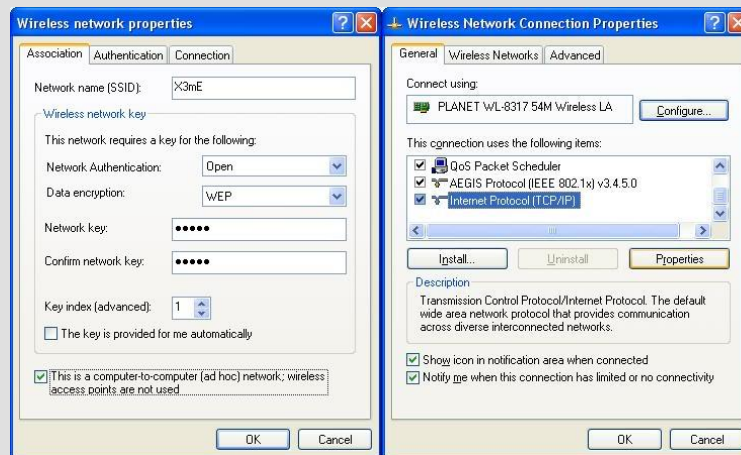 Wireless network properties
Association Authentication Connection
Network name (SSID): X3mE
Wireless network key
This network requires a key for the following:
Network Authentication: Open
Data encryption: WEP
Network key: •••••
Confirm network key: •••••
Key index (advanced): 1
The key is provided for me automatically
This is a computer-to-computer (ad hoc) network; wireless
access points are not used
OK Cancel
Wireless Network Connection Properties
General Wireless Networks Advanced
Connect using:
PLANET WL-8317 54M Wireless LA
Configure...
This connection uses the following items:
QoS Packet Scheduler
AEGIS Protocol (IEEE 802.1x) v3.4.5.0
Internet Protocol (TCP/IP)
Install... Uninstall Properties
Description
Transmission Control Protocol/Internet Protocol. The default
wide area network protocol that provides communication
across diverse interconnected networks.
Show icon in notification area when connected
Notify me when this connection has limited or no connectivity
OK Cancel